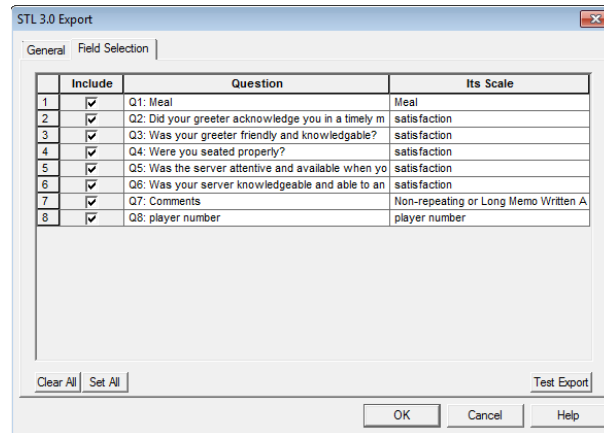 STL 3.0 Export
General Field Selection
Include Question Its Scale
1 Q1: Meal Meal
2 Q2: Did your greeter acknowledge you in a timely m satisfaction
3 Q3: Was your greeter friendly and knowledgable? satisfaction
4 Q4: Were you seated properly? satisfaction
5 Q5: Was the server attentive and available when yo satisfaction
6 Q6: Was your server knowledgeable and able to an satisfaction
7 Q7: Comments Non-repeating or Long Memo Written A
8 Q8: player number player number
Clear All Set All Test Export
OK Cancel Help